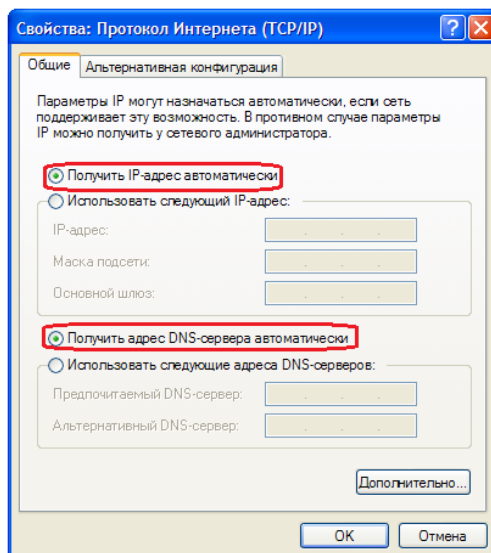 Свойства: Протокол Интернета (TCP/IP)
Общие
Альтернативная конфигурация
Параметры IP могут назначаться автоматически, если сеть
поддерживает эту возможность. В противном случае параметры
IP можно получить у сетевого администратора.
Получить IP-адрес автоматически
Использовать следующий IP-адрес:
IP-адрес:
Маска подсети:
Основной шлюз:
Получить адрес DNS-сервера автоматически
Использовать следующие адреса DNS-серверов:
Предпочитаемый DNS-сервер:
Альтернативный DNS-сервер:
Дополнительно...
OK
Отмена